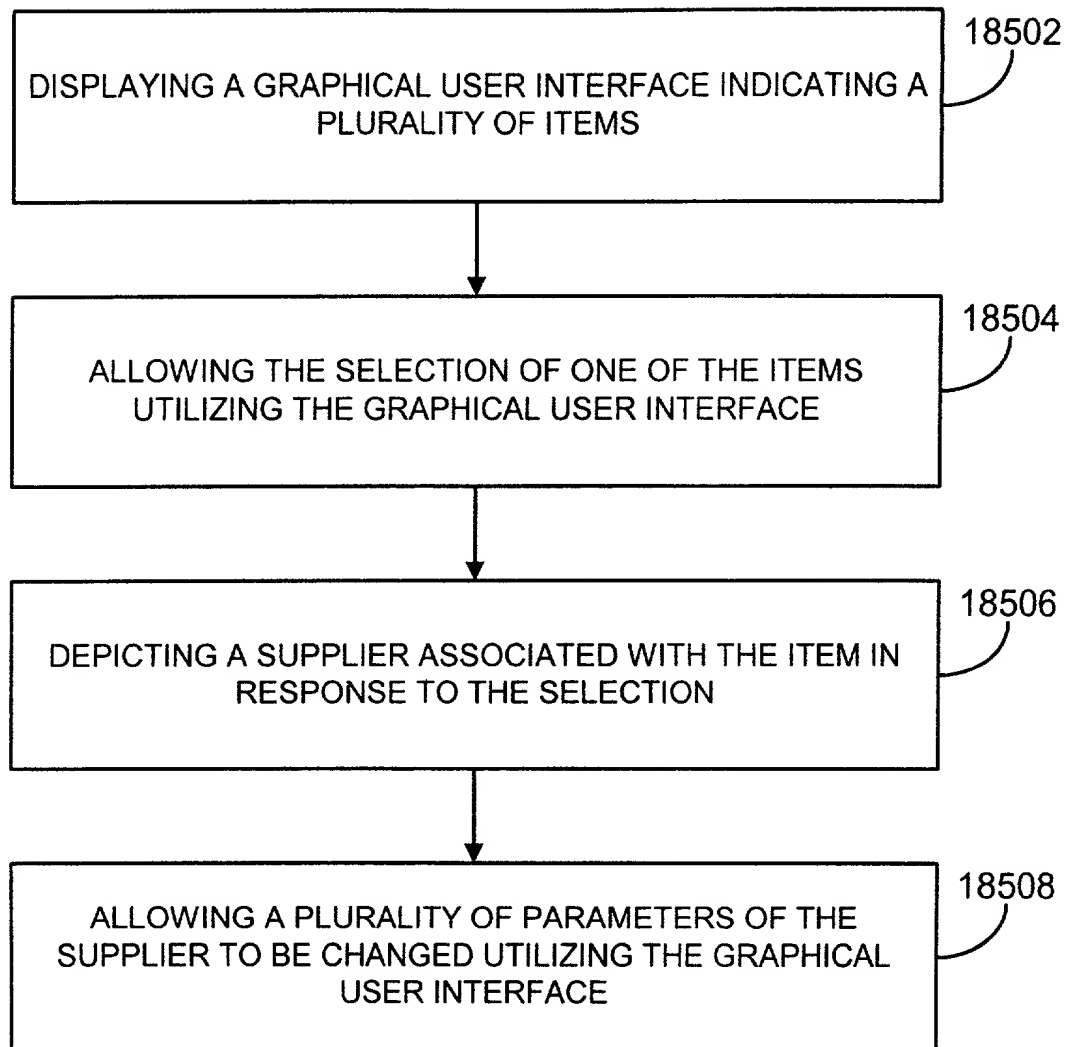 18502
DISPLAYING A GRAPHICAL USER INTERFACE INDICATING A
PLURALITY OF ITEMS
18504
ALLOWING THE SELECTION OF ONE OF THE ITEMS
UTILIZING THE GRAPHICAL USER INTERFACE
18506
DEPICTING A SUPPLIER ASSOCIATED WITH THE ITEM IN
RESPONSE TO THE SELECTION
18508
ALLOWING A PLURALITY OF PARAMETERS OF THE
SUPPLIER TO BE CHANGED UTILIZING THE GRAPHICAL
USER INTERFACE